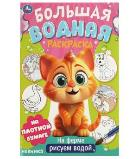 БОЛЬШАЯ
ВОДНАЯ
РАСКРАСКА
НА ПЛОТНОЙ
БУМАГЕ
На ферме
рисуем водой